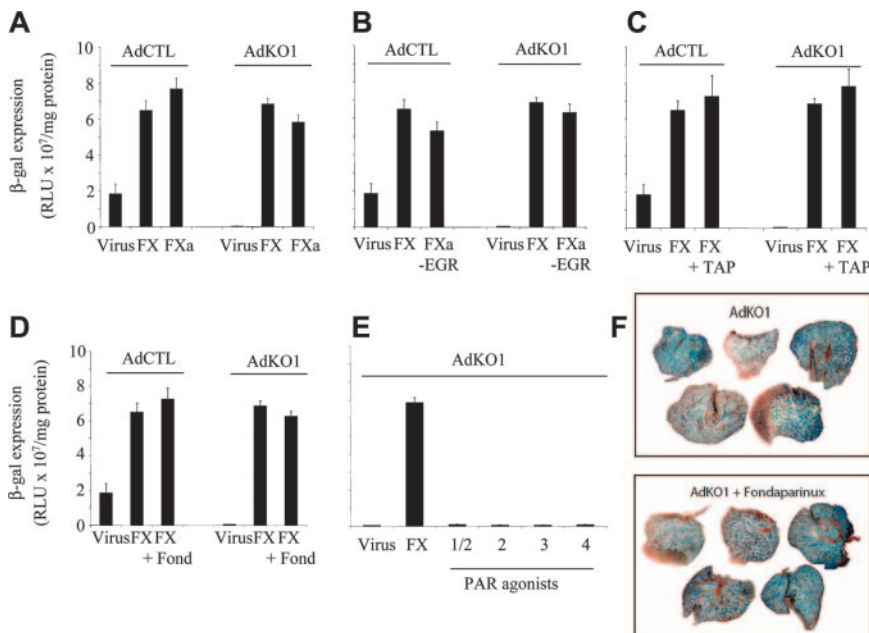 A
β-gal expression
(RLU x 10⁷/mg protein)
10
8
6
4
2
0
AdCTL
AdKO1
Virus FX FXa
Virus FX FXa
B
AdCTL
AdKO1
Virus FX FXa
-EGR
Virus FX FXa
-EGR
C
AdCTL
AdKO1
Virus FX FX
+ TAP
Virus FX FX
+ TAP
D
β-gal expression
(RLU x 10⁷/mg protein)
10
8
6
4
2
0
AdCTL
AdKO1
Virus FX FX
+ Fond
Virus FX FX
+ Fond
E
AdKO1
Virus FX 1/2 2 3 4
PAR agonists
F
AdKO1
AdKO1 + Fondaparinux